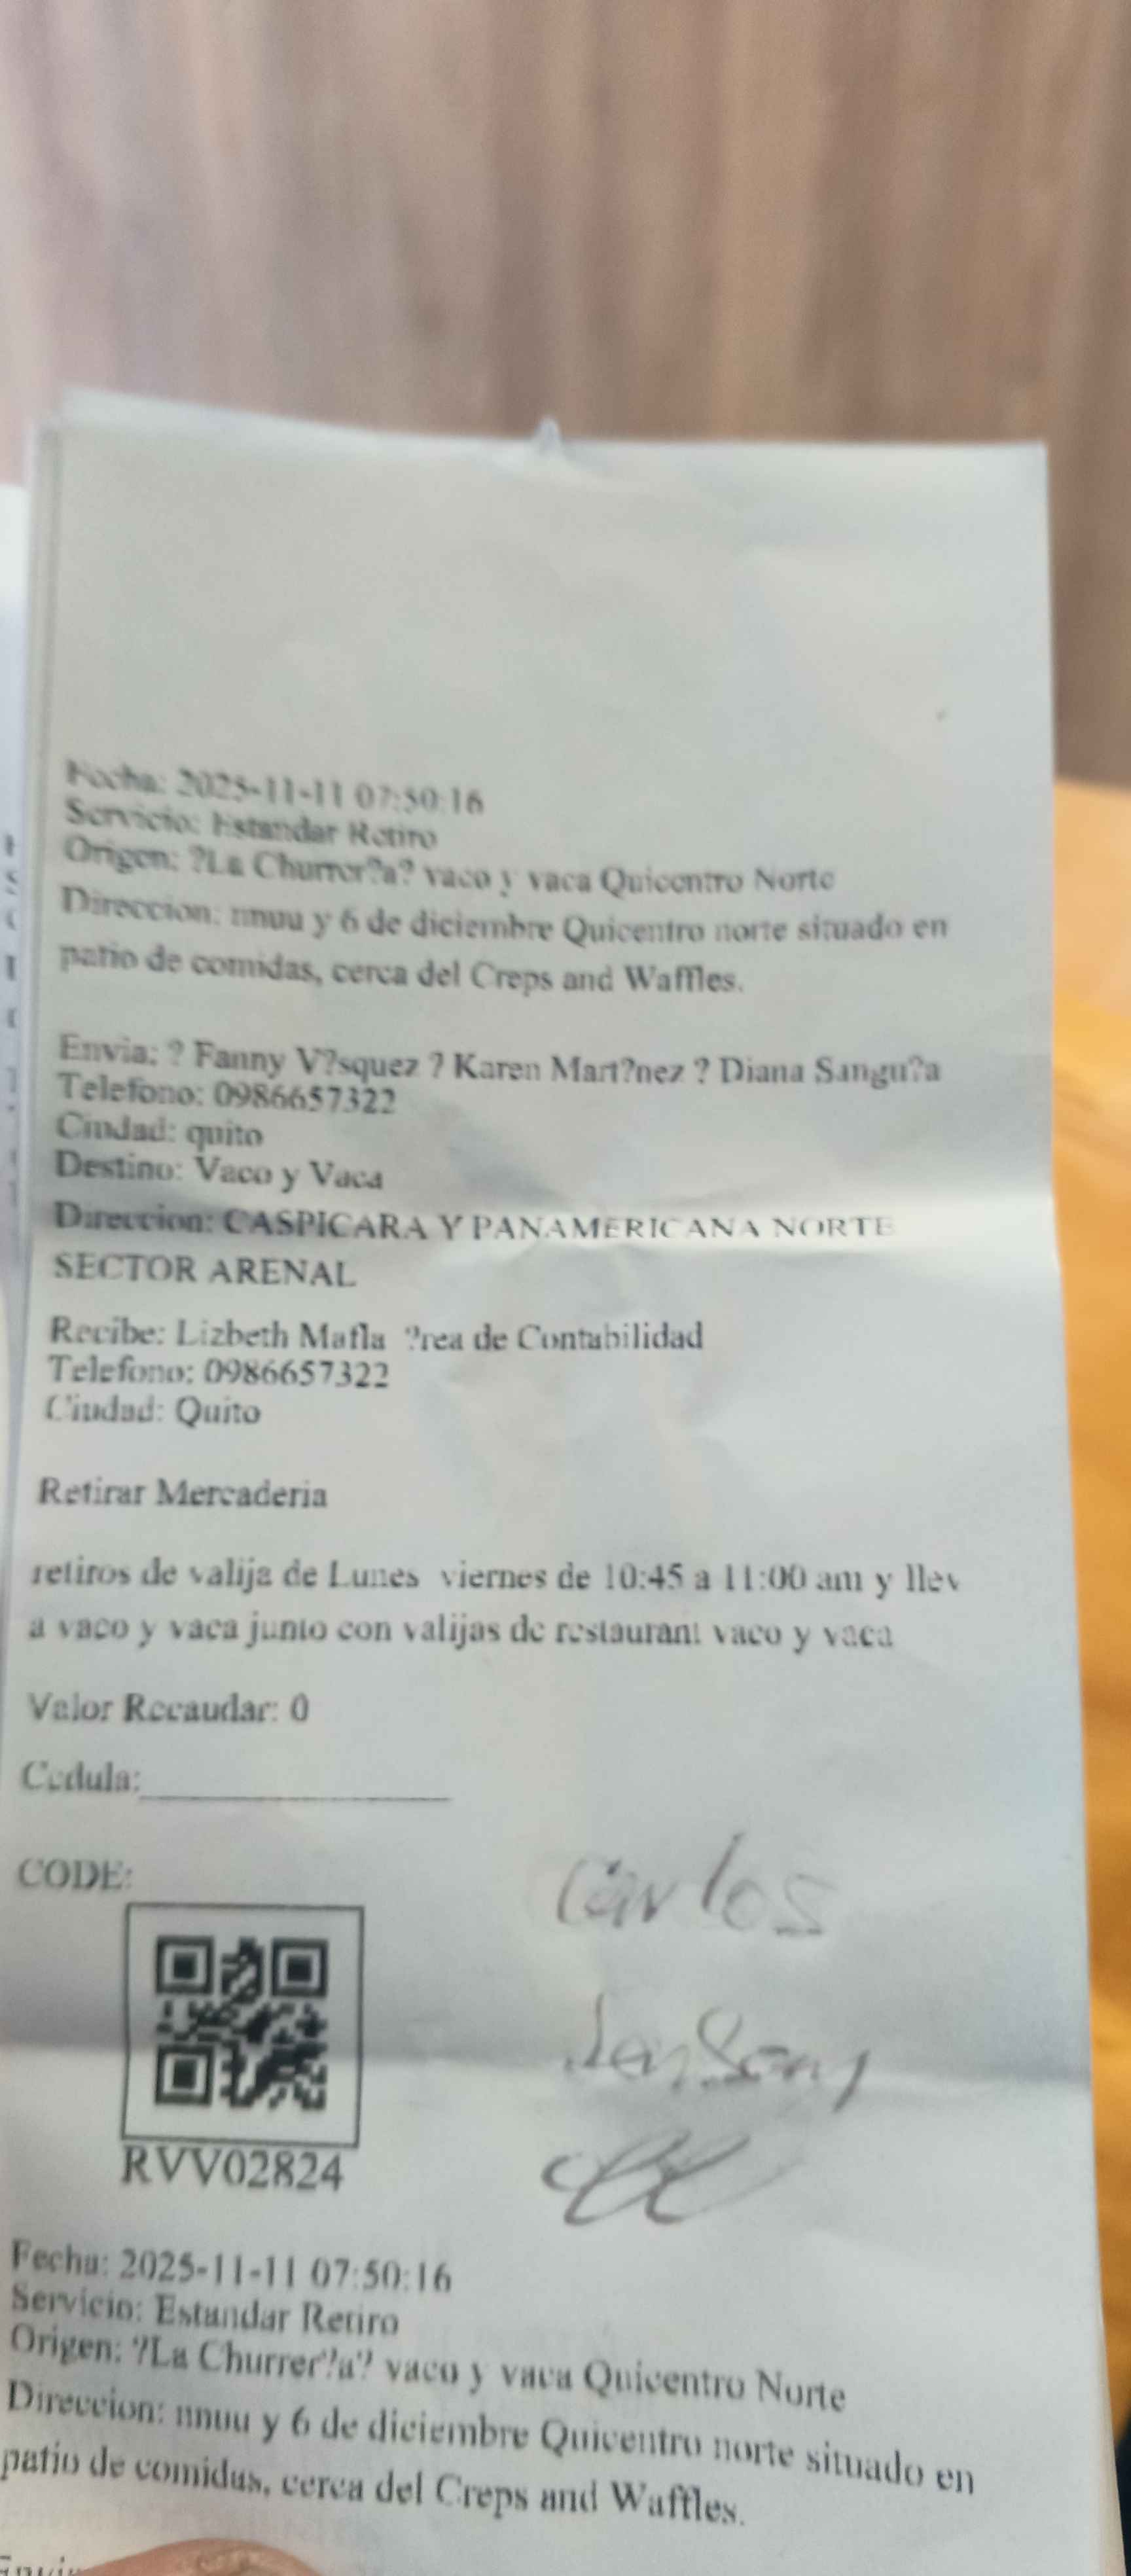 Fecha: 2025-11-11 07:50:16
Servicio: Estandar Retiro
Origen: ?La Churrer?a? vaco y vaca Quicentro Norte
Direccion: nnuu y 6 de diciembre Quicentro norte situado en
patio de comidas, cerca del Creps and Waffles.
Envia: ? Fanny V?squez ? Karen Mart?nez ? Diana Sangu?a
Telefono: 0986657322
Ciudad: quito
Destino: Vaco y Vaca
Direccion: CASPICARA Y PANAMERICANA NORTE
SECTOR ARENAL
Recibe: Lizbeth Mafla ?rea de Contabilidad
Telefono: 0986657322
Ciudad: Quito
Retirar Mercaderia
retiros de valija de Lunes viernes de 10:45 a 11:00 am y llev
a vaco y vaca junto con valijas de restaurant vaco y vaca
Valor Recaudar: 0
Cedula:
CODE:
Carlos
RVV02824
Fecha: 2025-11-11 07:50:16
Servicio: Estandar Retiro
Origen: ?La Churrer?a? vaco y vaca Quicentro Norte
Direccion: nnuu y 6 de diciembre Quicentro norte situado en
patio de comidas, cerca del Creps and Waffles.